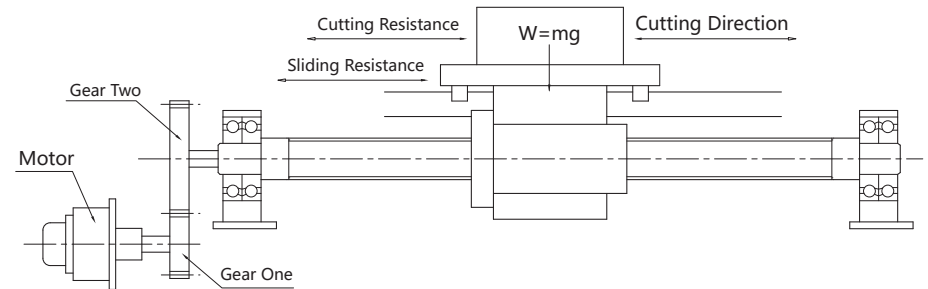 Cutting Resistance
W=mg
Cutting Direction
Sliding Resistance
Gear Two
Motor
Gear One